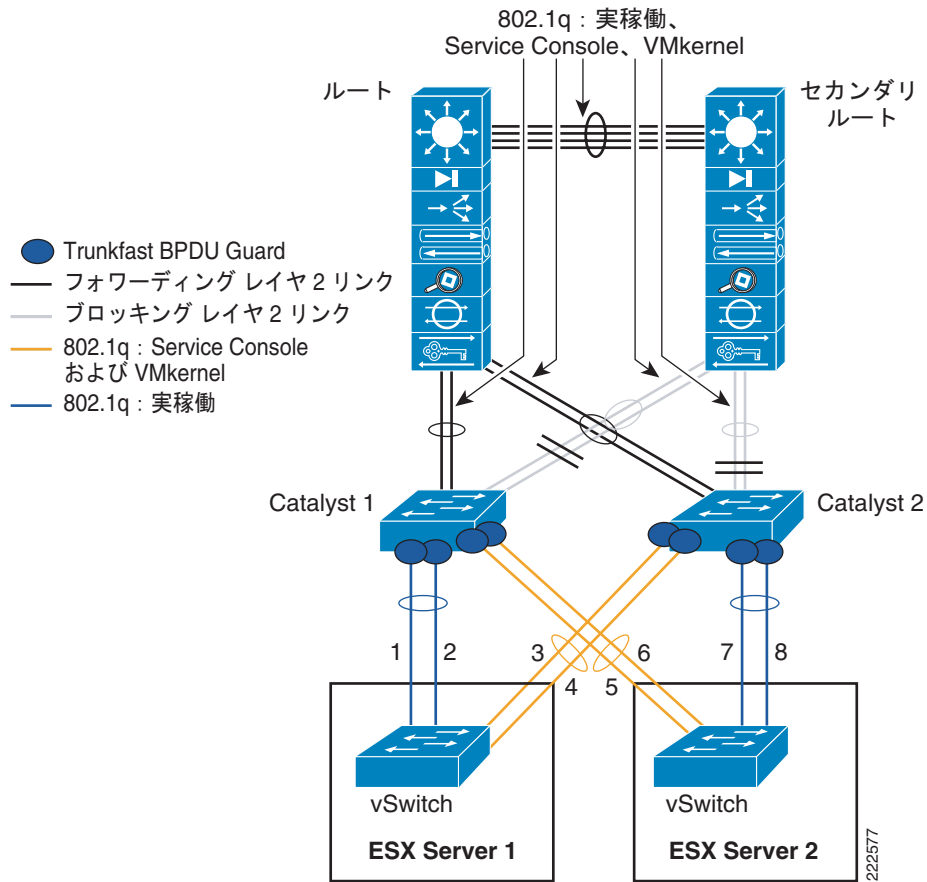 802.1q：実稼働、
Service Console、VMkernel
ルート
セカンダリ
ルート
Trunkfast BPDU Guard
フォワーディング レイヤ 2 リンク
ブロッキング レイヤ 2 リンク
802.1q：Service Console
および VMkernel
802.1q：実稼働
Catalyst 1
Catalyst 2
1
2
3
4
5
6
7
8
vSwitch
vSwitch
ESX Server 1
ESX Server 2
222577